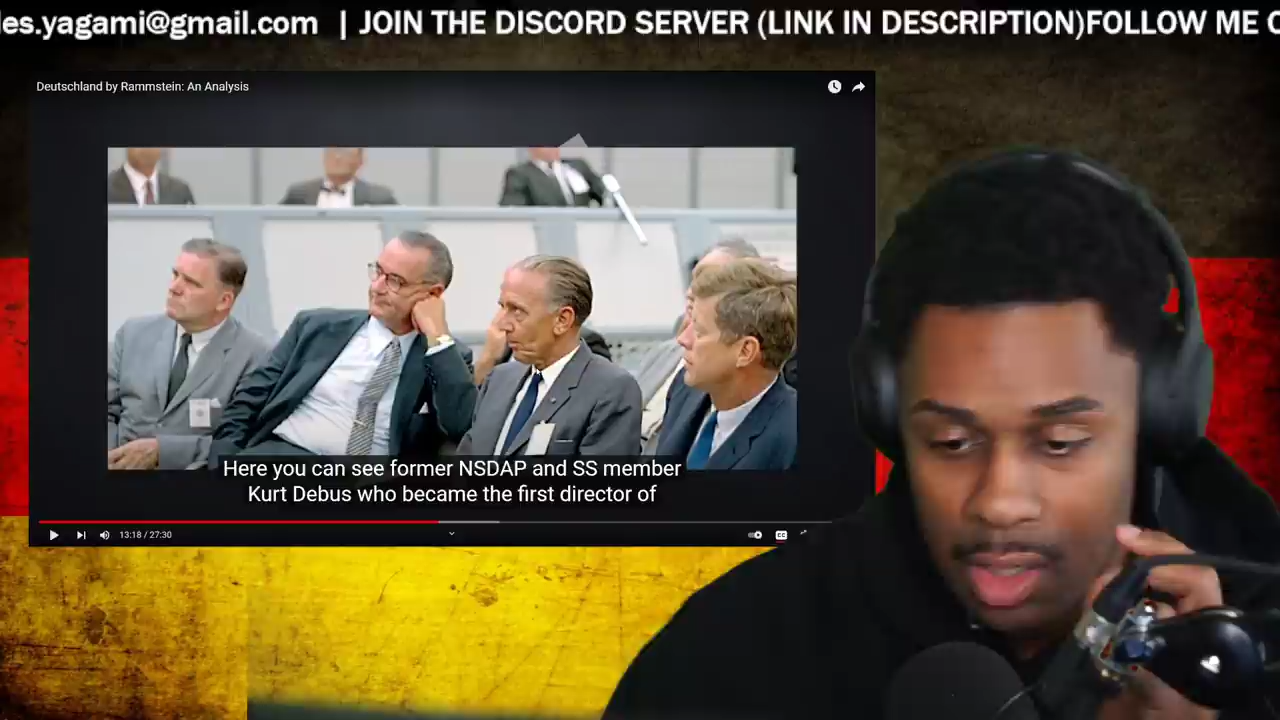 les.yagami@gmail.com | JOIN THE DISCORD SERVER (LINK IN DESCRIPTION)FOLLOW ME O
Deutschland by Rammstein: An Analysis
Here you can see former NSDAP and SS member
Kurt Debus who became the first director of
13:18 / 27:30
CC